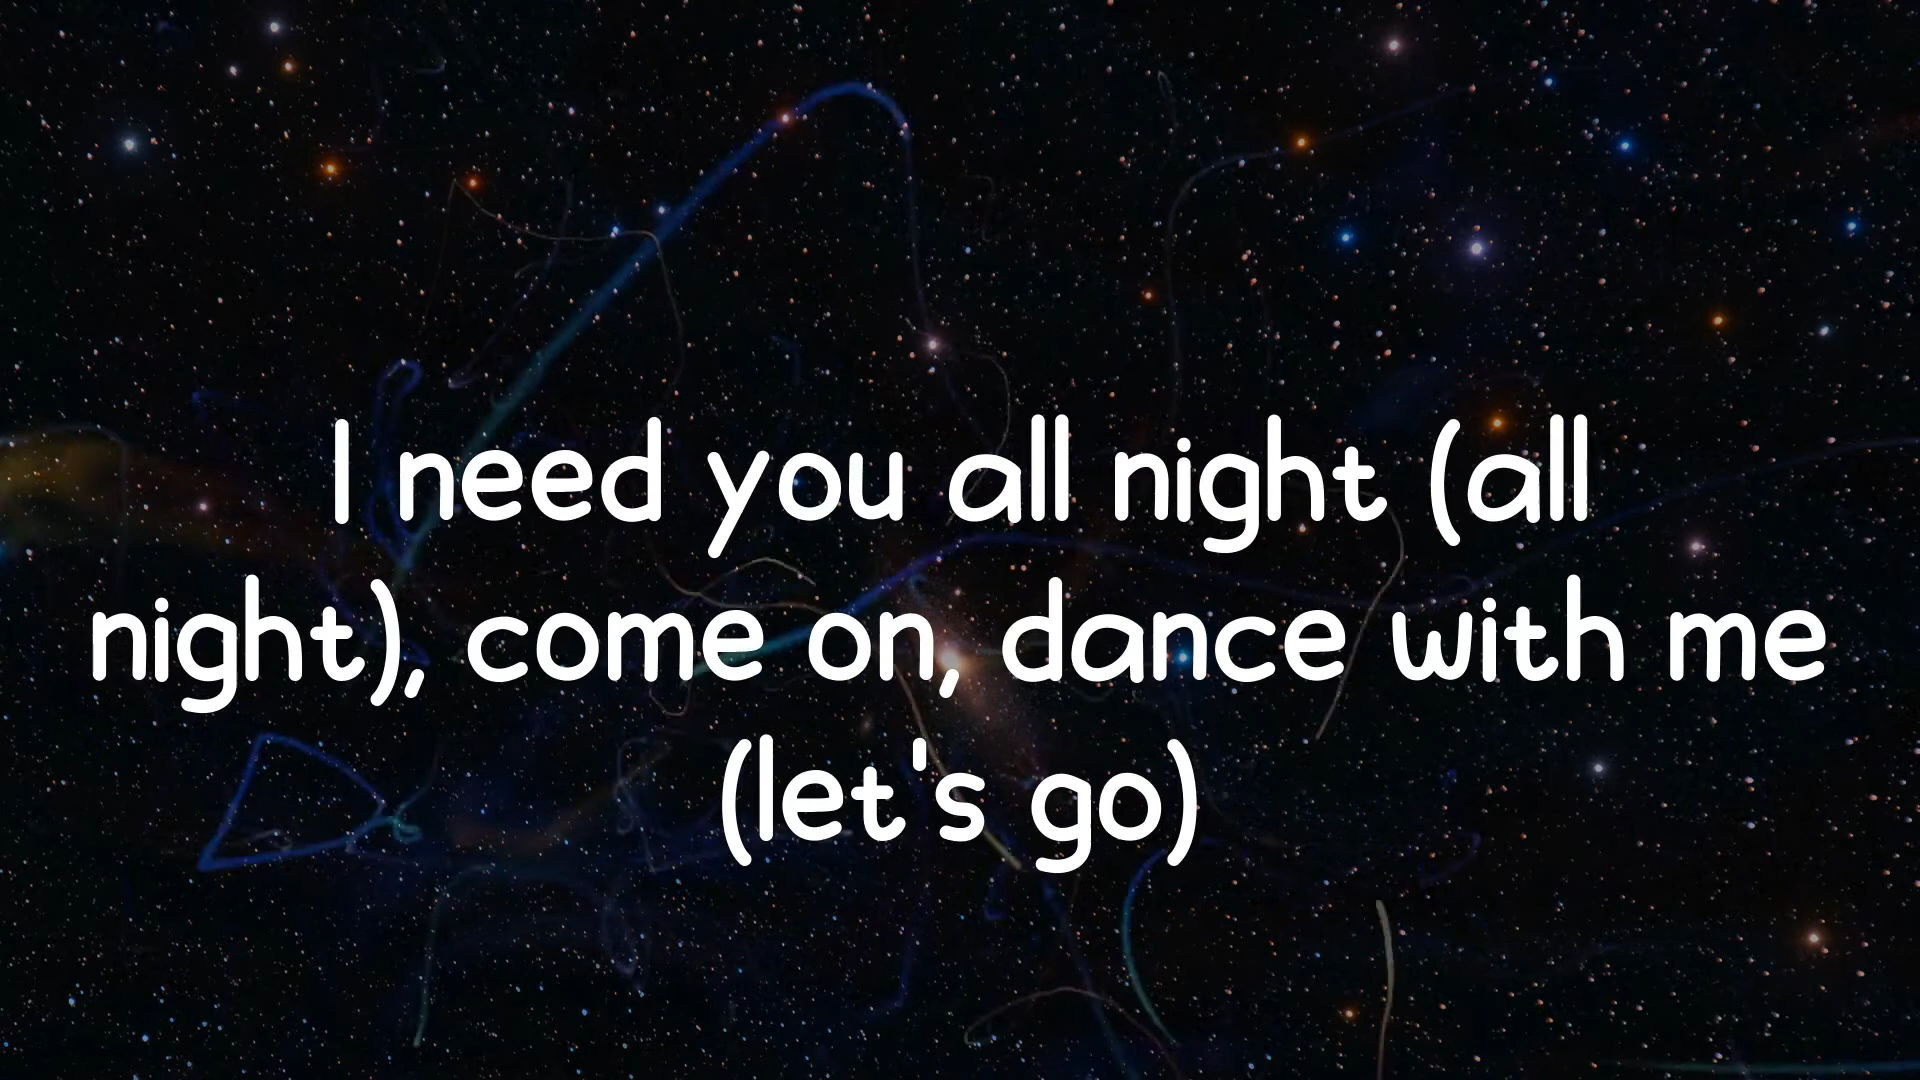 I need you all night (all
night), come on, dance with me
(let's go)